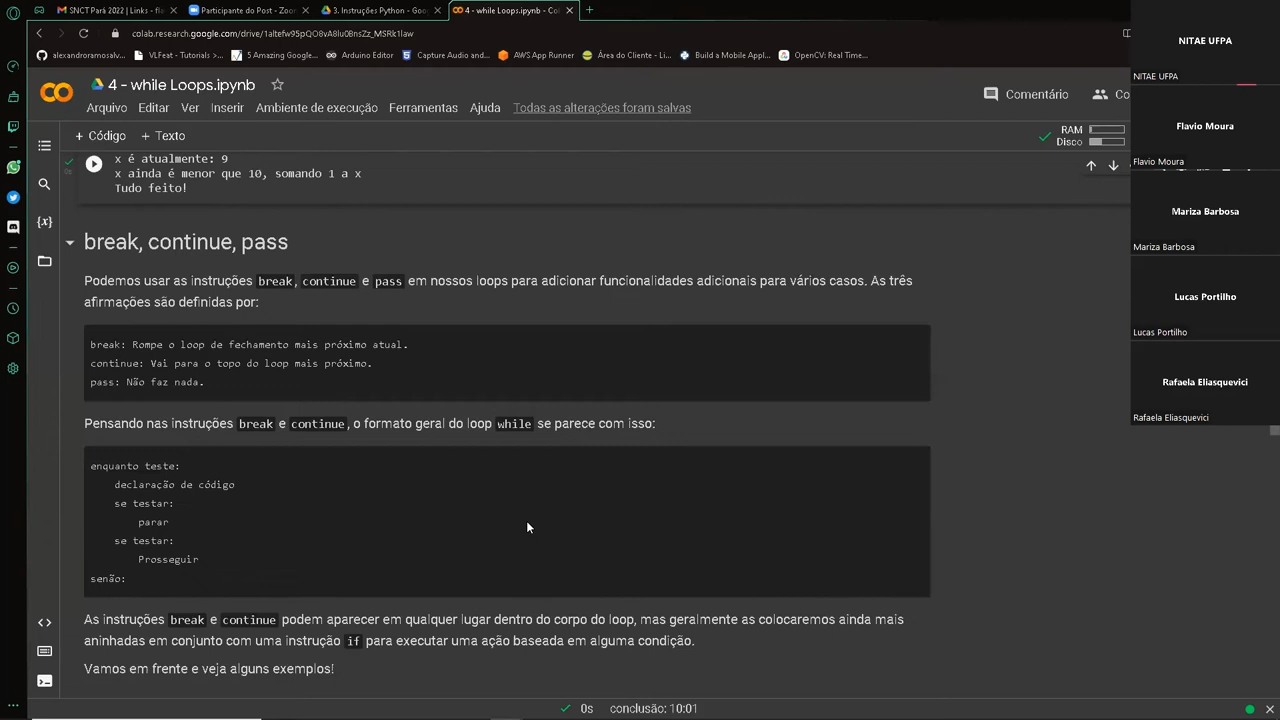 SNCT Pará 2022 | Links - fl
Participante do Post - Zoom
3. Instruções Python - Goo
4 - while Loops.ipynb - Col
colab.research.google.com/drive/
alexandroramosalv
VLFeat - Tutorials >...
5 Amazing Google...
Capture Audio and...
AWS App Runner
Arduino Editor
Área do Cliente - Li...
Build a Mobile Appl...
OpenCV: Real Time...
4 - while Loops.ipynb
Arquivo Editar Ver Inserir Ambiente de execução Ferramentas Ajuda Todas as alterações foram salvas
Comentário
Co
+ Código + Texto
RAM
Disco
x é atualmente: 9
x ainda é menor que 10, somando 1 a x
Tudo feito!
break, continue, pass
Podemos usar as instruções break, continue e pass em nossos loops para adicionar funcionalidades adicionais para vários casos. As três
afirmações são definidas por:
break: Rompe o loop de fechamento mais próximo atual.
continue: Vai para o topo do loop mais próximo.
pass: Não faz nada.
Pensando nas instruções break e continue, o formato geral do loop while se parece com isso:
enquanto teste:
declaração de código
se testar:
parar
se testar:
Prosseguir
senão:
As instruções break e continue podem aparecer em qualquer lugar dentro do corpo do loop, mas geralmente as colocaremos ainda mais
aninhadas em conjunto com uma instrução if para executar uma ação baseada em alguma condição.
Vamos em frente e veja alguns exemplos!
0s conclusão: 10:01
NITAE UFPA
NITAE UFPA
Flavio Moura
Flavio Moura
Mariza Barbosa
Mariza Barbosa
Lucas Portilho
Lucas Portilho
Rafaela Eliasquevici
Rafaela Eliasquevici